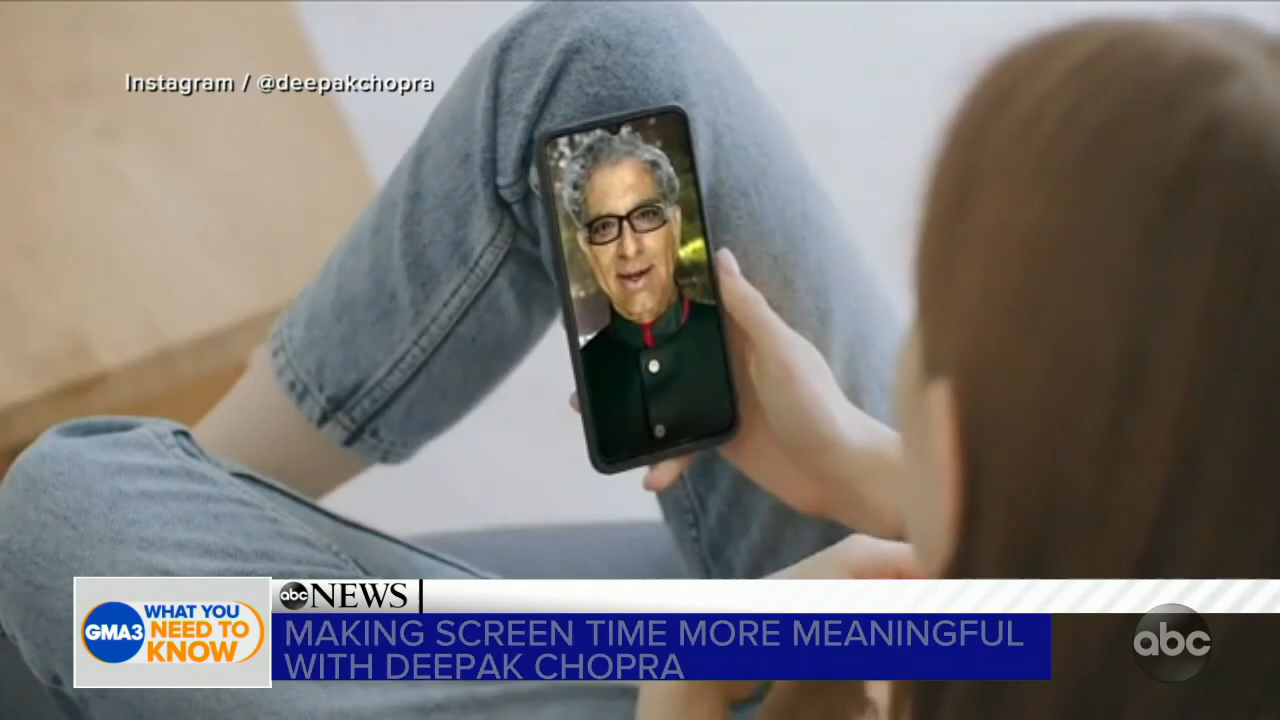 Instagram / @deepakchopra
abc NEWS
GMA3
WHAT YOU
NEED TO
KNOW
MAKING SCREEN TIME MORE MEANINGFUL
WITH DEEPAK CHOPRA
abc